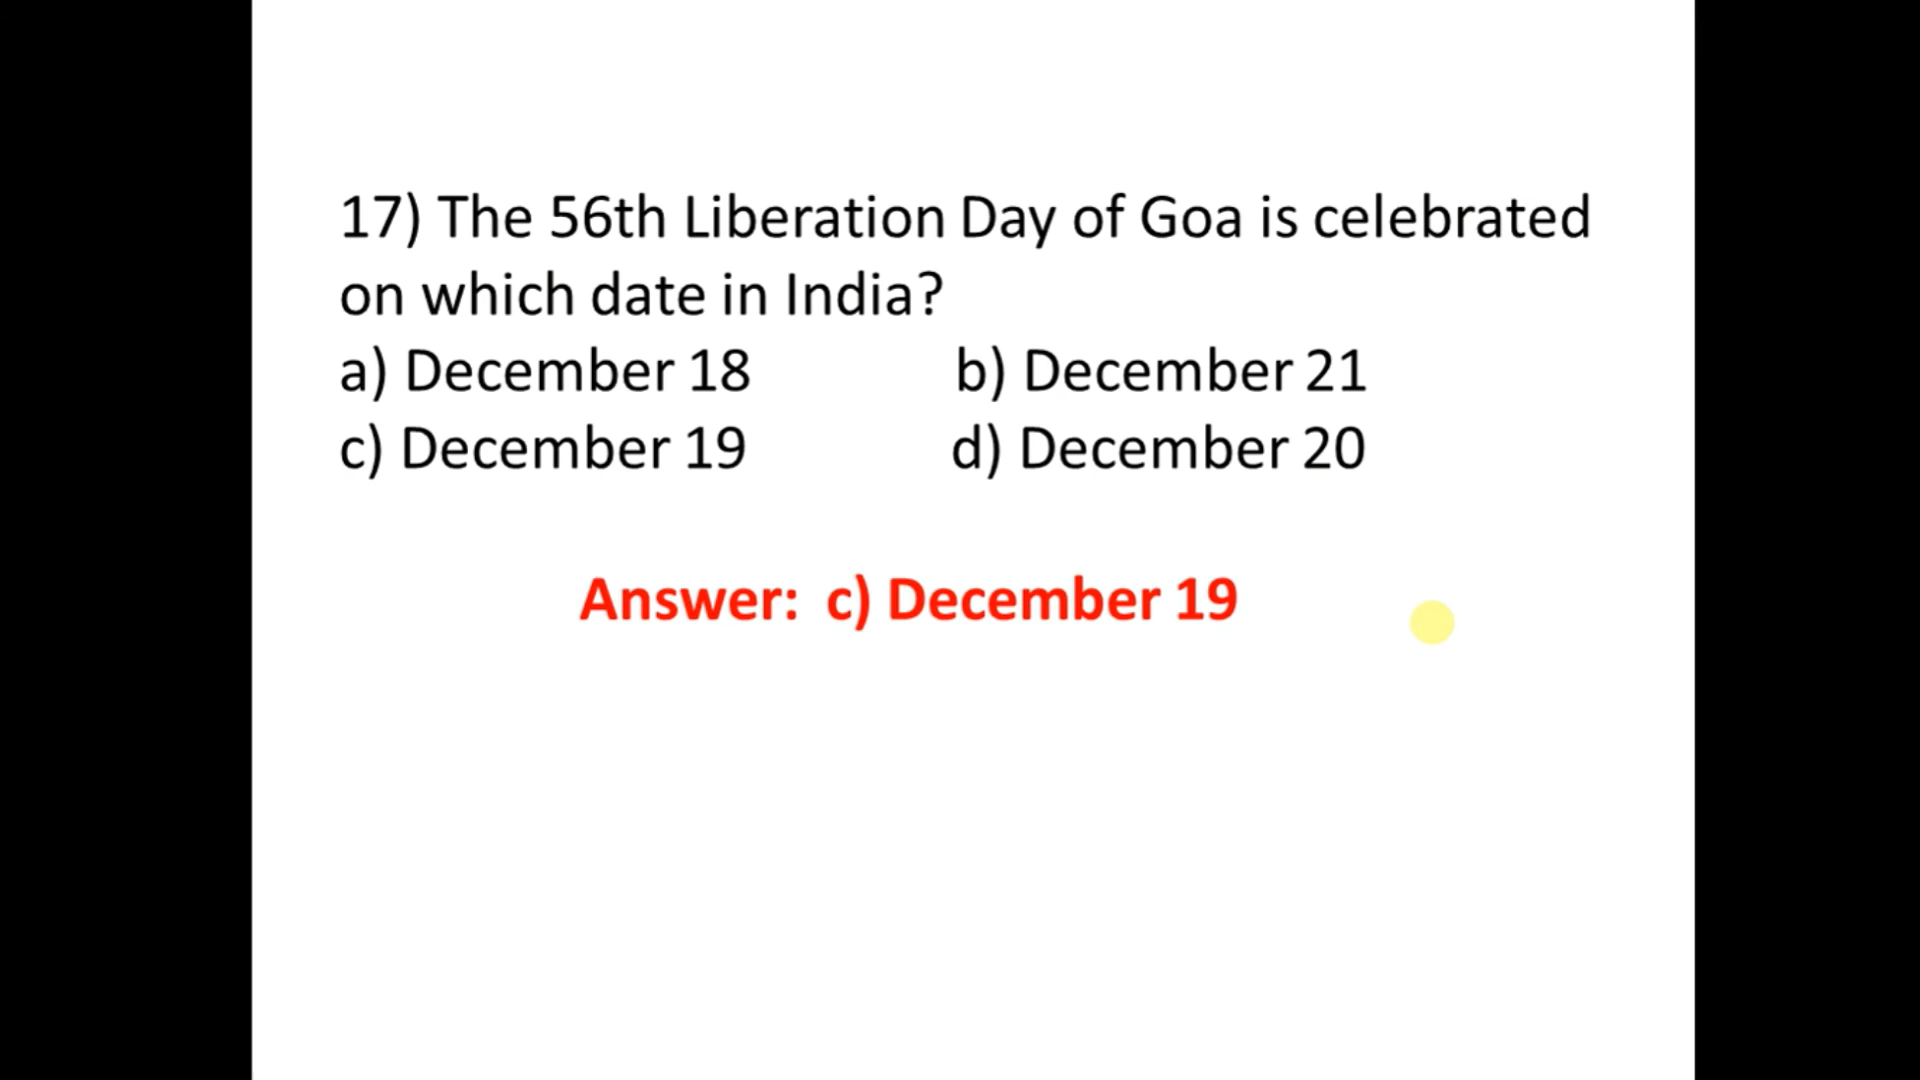 17) The 56th Liberation Day of Goa is celebrated
on which date in India?
a) December 18 b) December 21
c) December 19 d) December 20
Answer: c) December 19